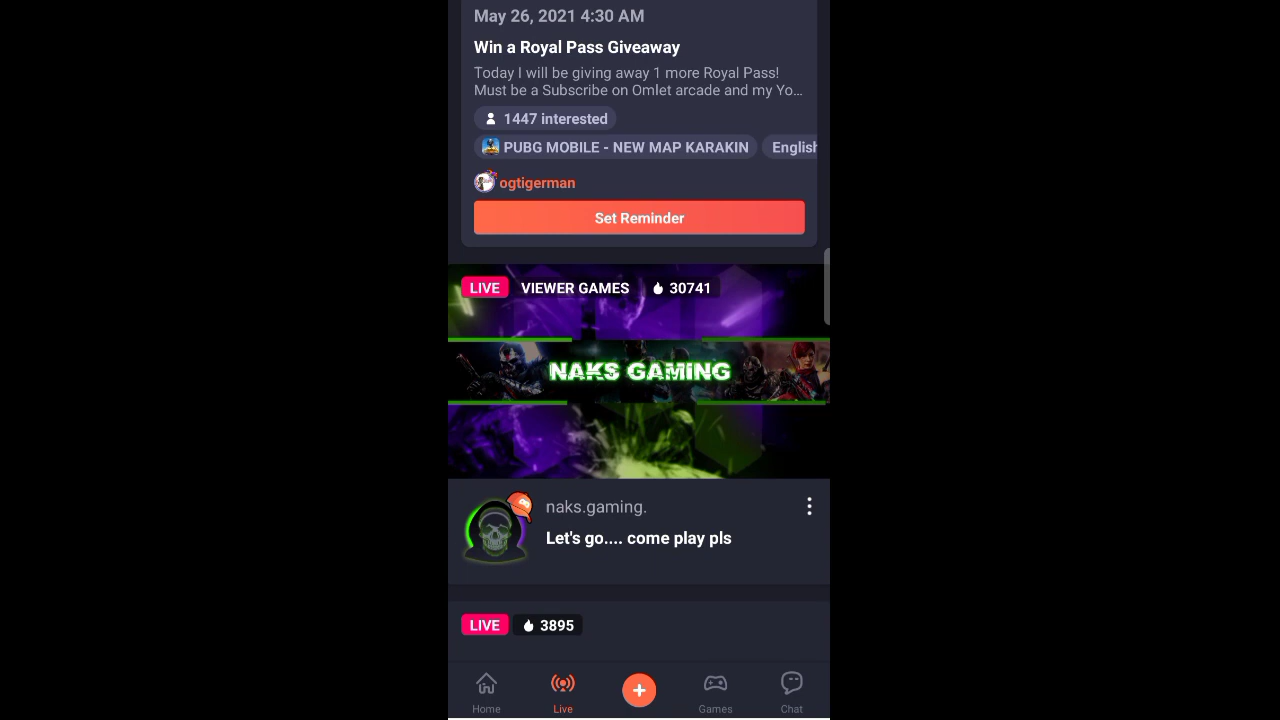 May 26, 2021 4:30 AM
Win a Royal Pass Giveaway
Today I will be giving away 1 more Royal Pass!
Must be a Subscribe on Omlet arcade and my Yo...
1447 interested
PUBG MOBILE - NEW MAP KARAKIN English
ogtigerman
Set Reminder
LIVE VIEWER GAMES 30741
NAKS GAMING
naks.gaming.
Let's go.... come play pls
LIVE 3895
Home Live Games Chat